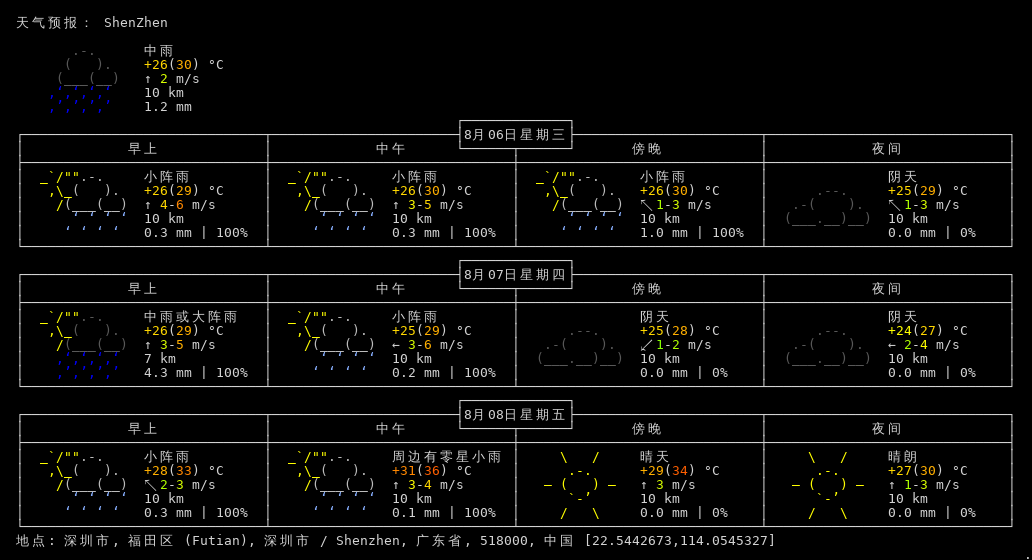 天气预报： ShenZhen
中雨
+26(30) °C
↑ 2 m/s
10 km
1.2 mm
8月06日星期三
早上 中午 傍晚 夜间
小阵雨 小阵雨 小阵雨 阴天
+26(29) °C +26(30) °C +26(30) °C +25(29) °C
↑ 4-6 m/s ↑ 3-5 m/s ↖ 1-3 m/s ↖ 1-3 m/s
10 km 10 km 10 km 10 km
0.3 mm | 100% 0.3 mm | 100% 1.0 mm | 100% 0.0 mm | 0%
8月07日星期四
早上 中午 傍晚 夜间
中雨或大阵雨 小阵雨 阴天 阴天
+26(29) °C +25(29) °C +25(28) °C +24(27) °C
↑ 3-5 m/s ← 3-6 m/s ↙ 1-2 m/s ← 2-4 m/s
7 km 10 km 10 km 10 km
4.3 mm | 100% 0.2 mm | 100% 0.0 mm | 0% 0.0 mm | 0%
8月08日星期五
早上 中午 傍晚 夜间
小阵雨 周边有零星小雨 晴天 晴朗
+28(33) °C +31(36) °C +29(34) °C +27(30) °C
↖ 2-3 m/s ↑ 3-4 m/s ↑ 3 m/s ↑ 1-3 m/s
10 km 10 km 10 km 10 km
0.3 mm | 100% 0.1 mm | 100% 0.0 mm | 0% 0.0 mm | 0%
地点: 深圳市, 福田区 (Futian), 深圳市 / Shenzhen, 广东省, 518000, 中国 [22.5442673,114.0545327]